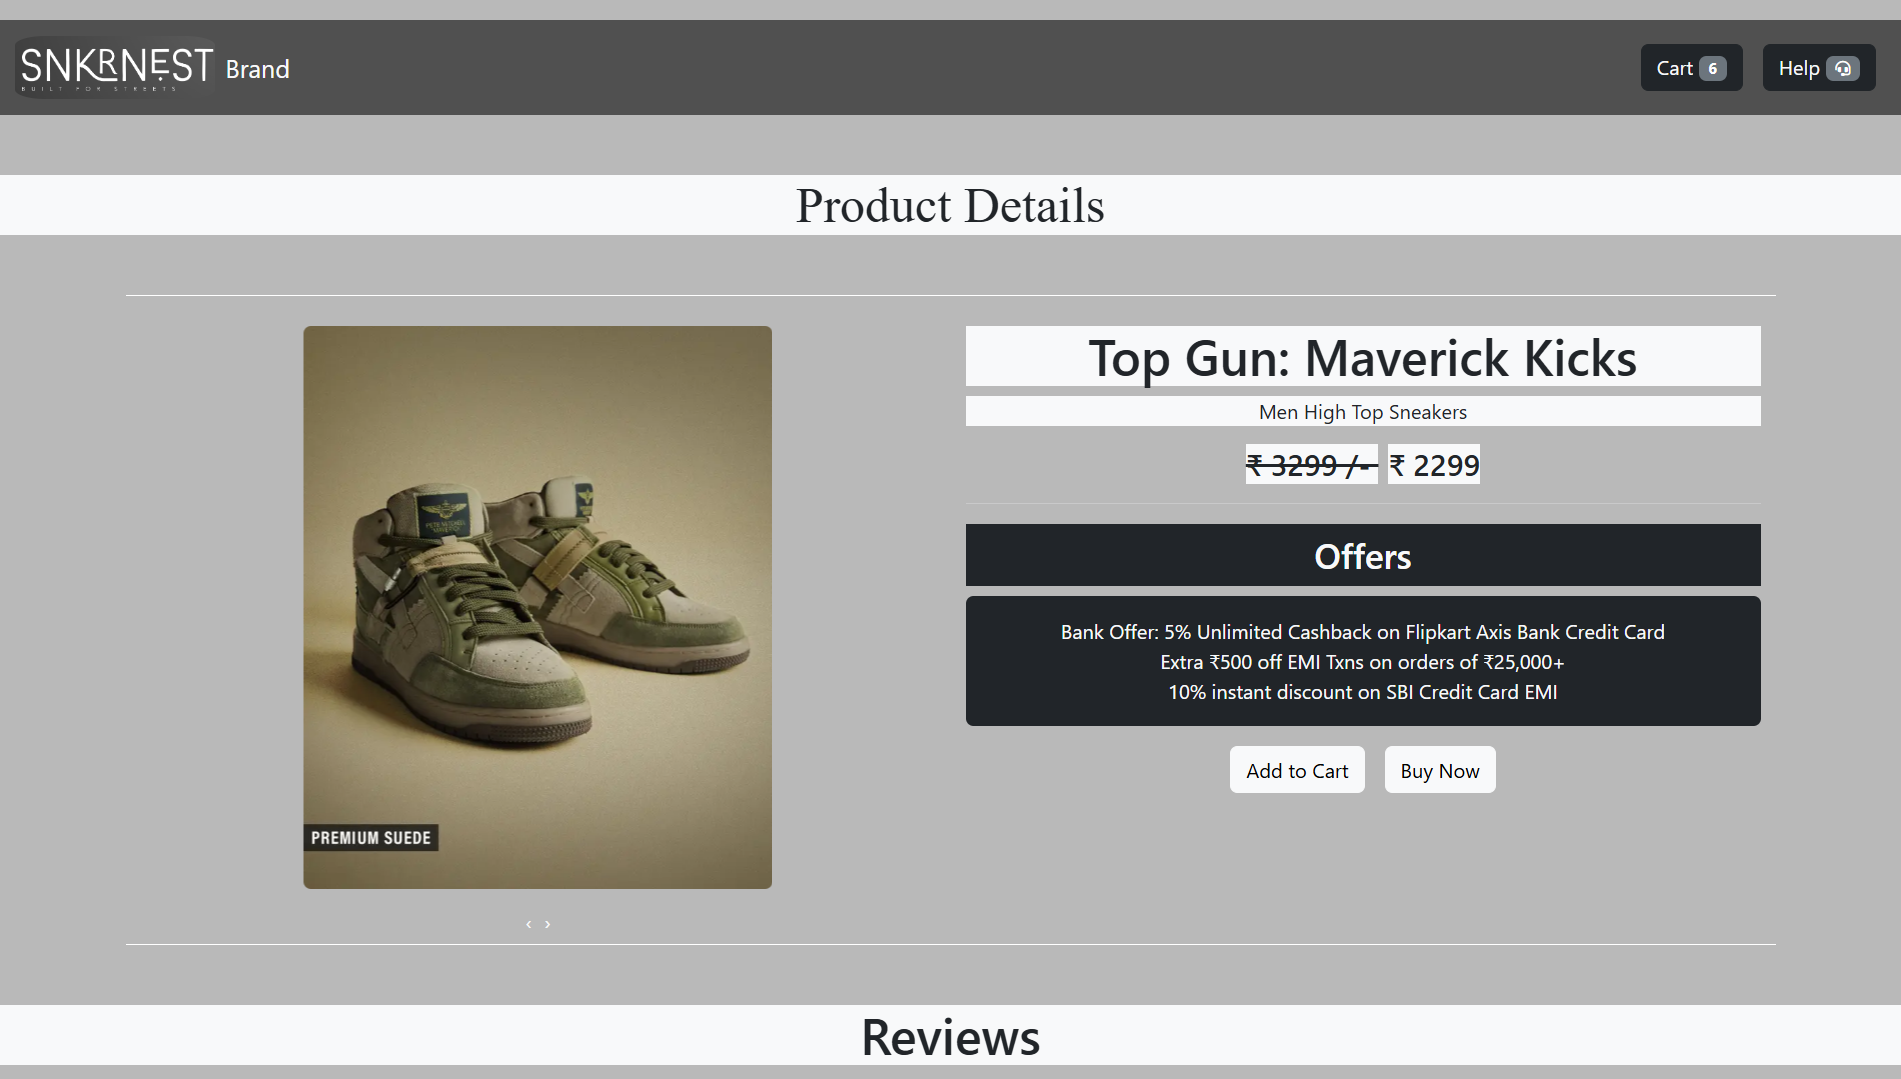 SNKRNEST
BUILT FOR STREETS
Brand
Cart 6
Help
Product Details
Top Gun: Maverick Kicks
Men High Top Sneakers
₹ 3299 /- ₹ 2299
Offers
Bank Offer: 5% Unlimited Cashback on Flipkart Axis Bank Credit Card
Extra ₹500 off EMI Txns on orders of ₹25,000+
10% instant discount on SBI Credit Card EMI
Add to Cart
Buy Now
PETE MITCHELL
PREMIUM SUEDE
‹ ›
Reviews